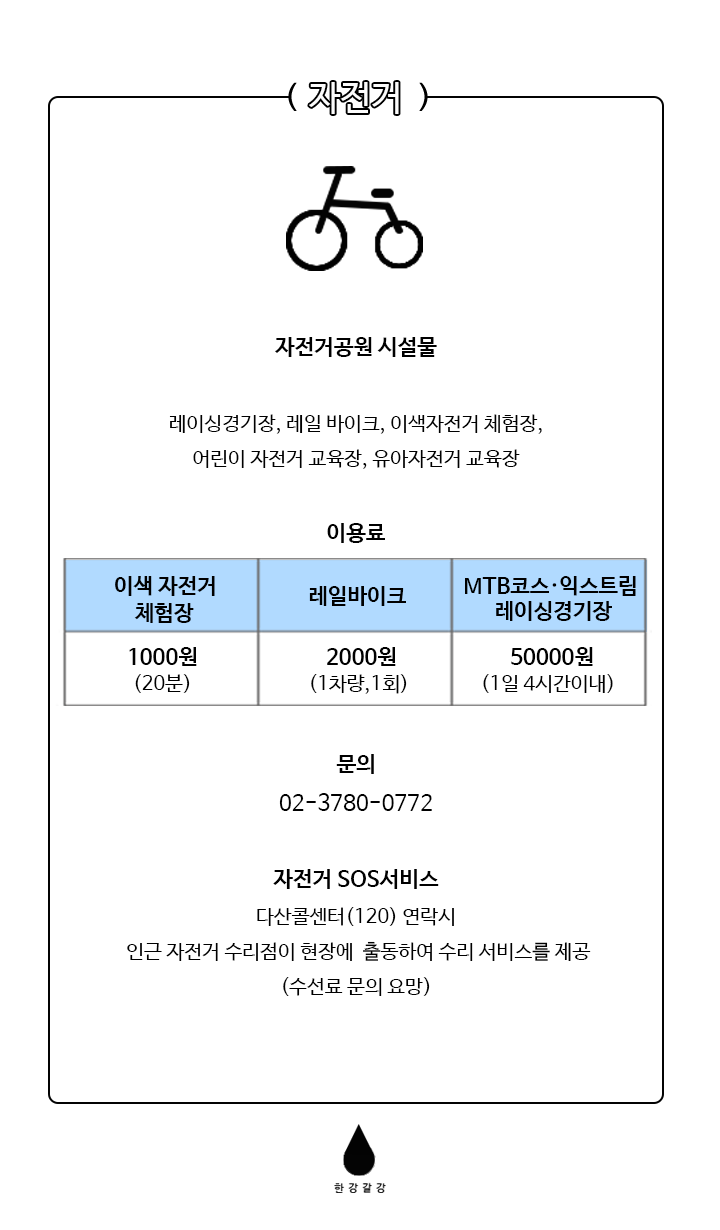 ( 자전거 )
자전거공원 시설물
레이싱경기장, 레일 바이크, 이색자전거 체험장,
어린이 자전거 교육장, 유아자전거 교육장
이용료
이색 자전거
체험장
레일바이크
MTB코스·익스트림
레이싱경기장
1000원
(20분)
2000원
(1차량,1회)
50000원
(1일 4시간이내)
문의
02-3780-0772
자전거 SOS서비스
다산콜센터(120) 연락시
인근 자전거 수리점이 현장에 출동하여 수리 서비스를 제공
(수선료 문의 요망)
한강갈강